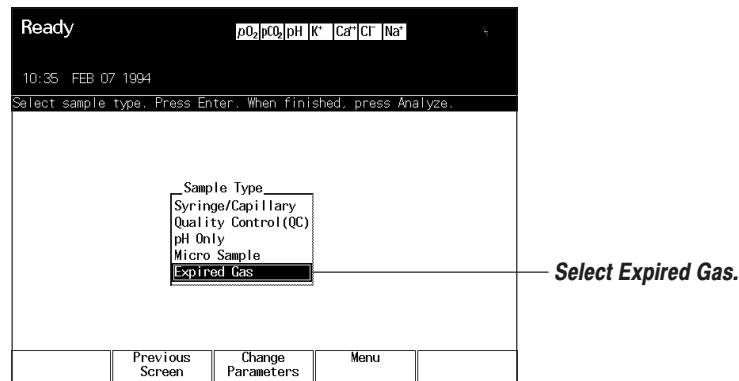 Ready
pO₂ pCO₂ pH K⁺ Ca⁺⁺ Cl⁻ Na⁺
10:35 FEB 07 1994
Select sample type. Press Enter. When finished, press Analyze.
Sample Type
Syringe/Capillary
Quality Control(QC)
pH Only
Micro Sample
Expired Gas
Select Expired Gas.
Previous Screen
Change Parameters
Menu